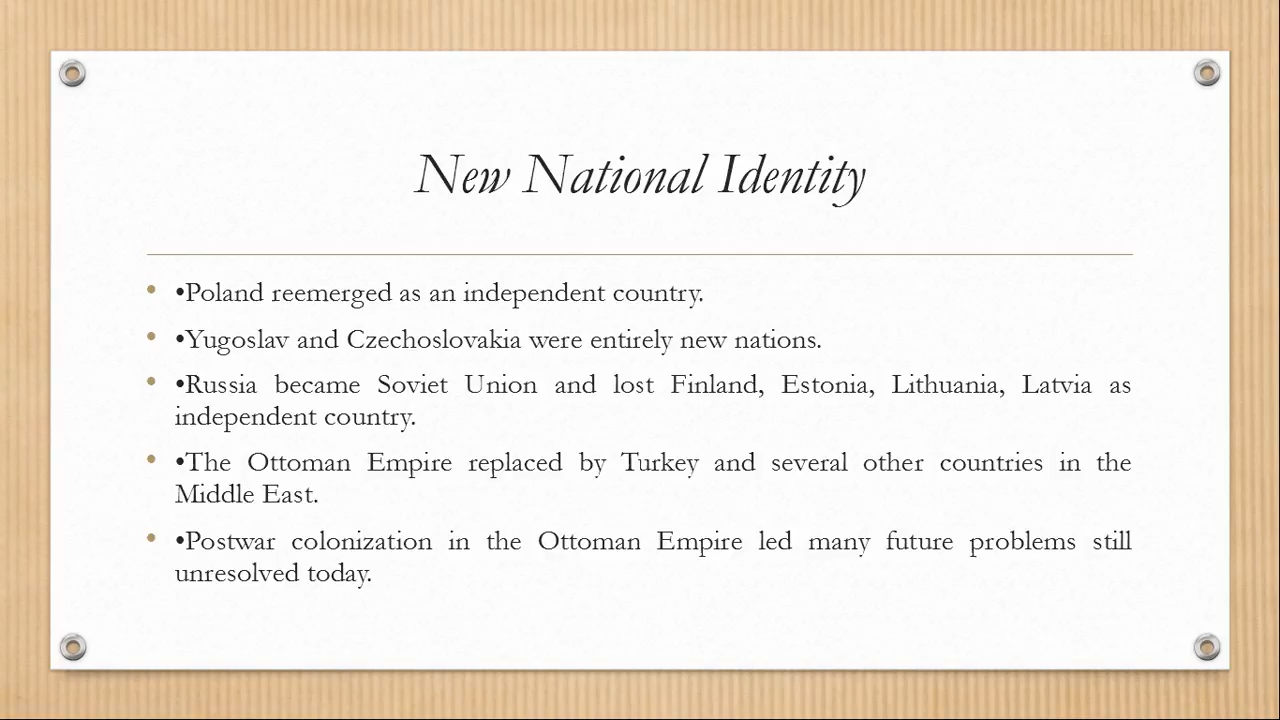 New National Identity
• •Poland reemerged as an independent country.
• •Yugoslav and Czechoslovakia were entirely new nations.
• •Russia became Soviet Union and lost Finland, Estonia, Lithuania, Latvia as
independent country.
• •The Ottoman Empire replaced by Turkey and several other countries in the
Middle East.
• •Postwar colonization in the Ottoman Empire led many future problems still
unresolved today.